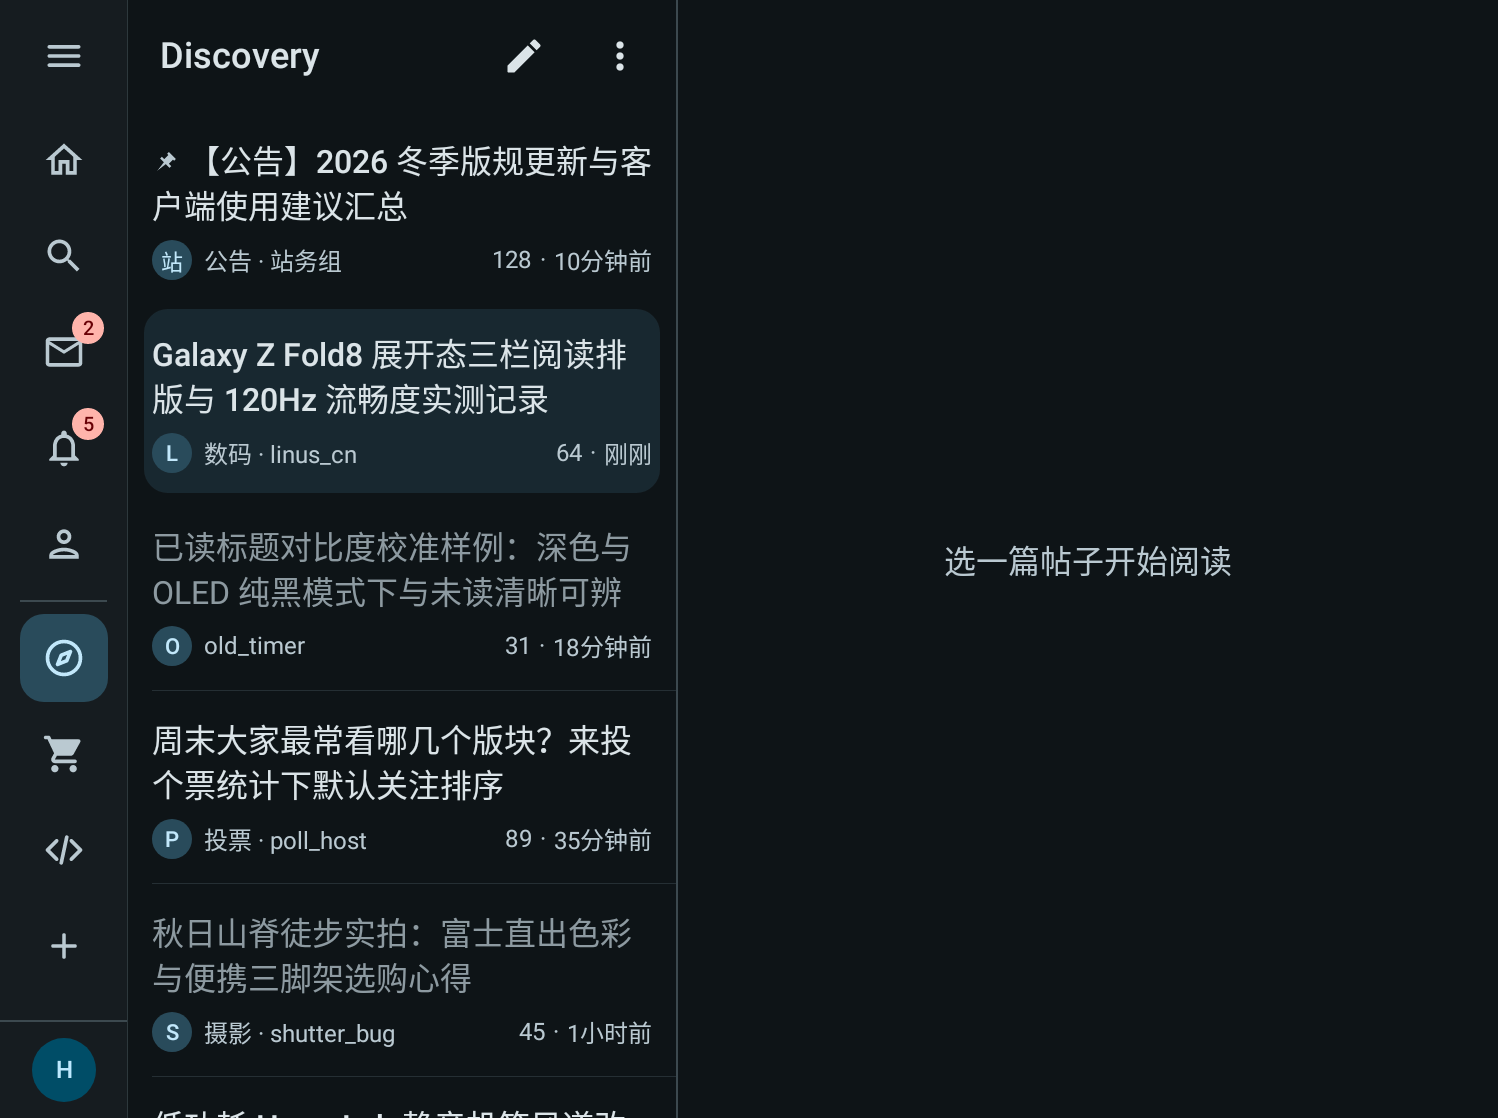 Discovery
【公告】2026 冬季版规更新与客
户端使用建议汇总
站 公告 · 站务组 128 · 10分钟前
2
Galaxy Z Fold8 展开态三栏阅读排
版与 120Hz 流畅度实测记录
L 数码 · linus_cn 64 · 刚刚
5
已读标题对比度校准样例：深色与
OLED 纯黑模式下与未读清晰可辨
O old_timer 31 · 18分钟前
周末大家最常看哪几个版块？来投
个票统计下默认关注排序
P 投票 · poll_host 89 · 35分钟前
秋日山脊徒步实拍：富士直出色彩
与便携三脚架选购心得
S 摄影 · shutter_bug 45 · 1小时前
H
选一篇帖子开始阅读